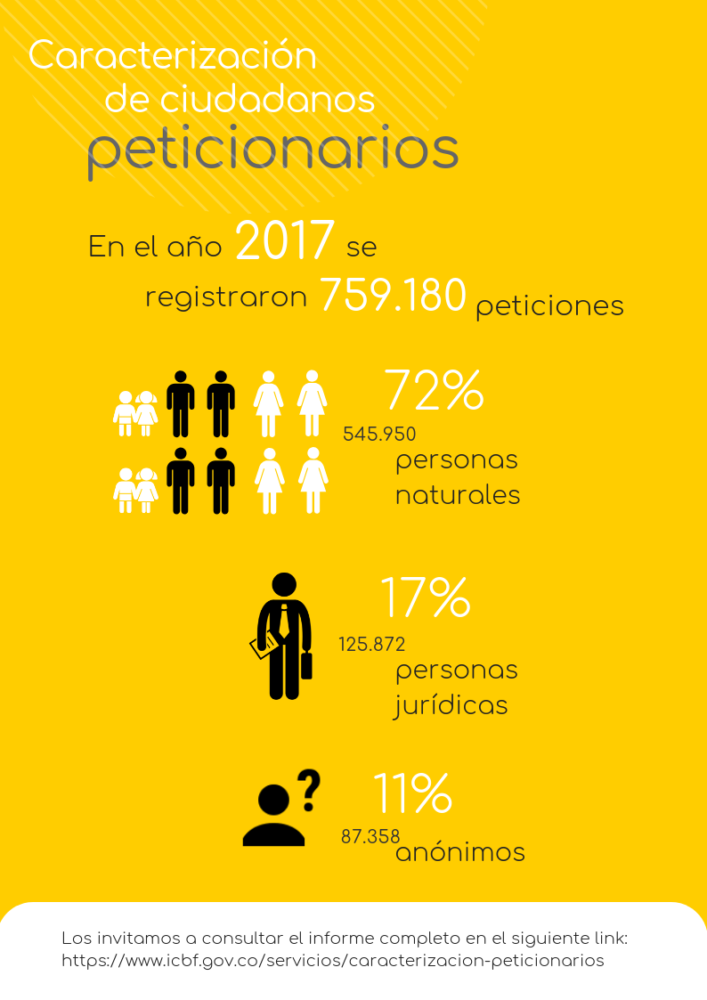 Caracterización
de ciudadanos
peticionarios
En el año 2017 se
registraron 759.180 peticiones
72%
545.950
personas
naturales
17%
125.872
personas
jurídicas
?
11%
87.358
anónimos
Los invitamos a consultar el informe completo en el siguiente link:
https://www.icbf.gov.co/servicios/caracterizacion-peticionarios